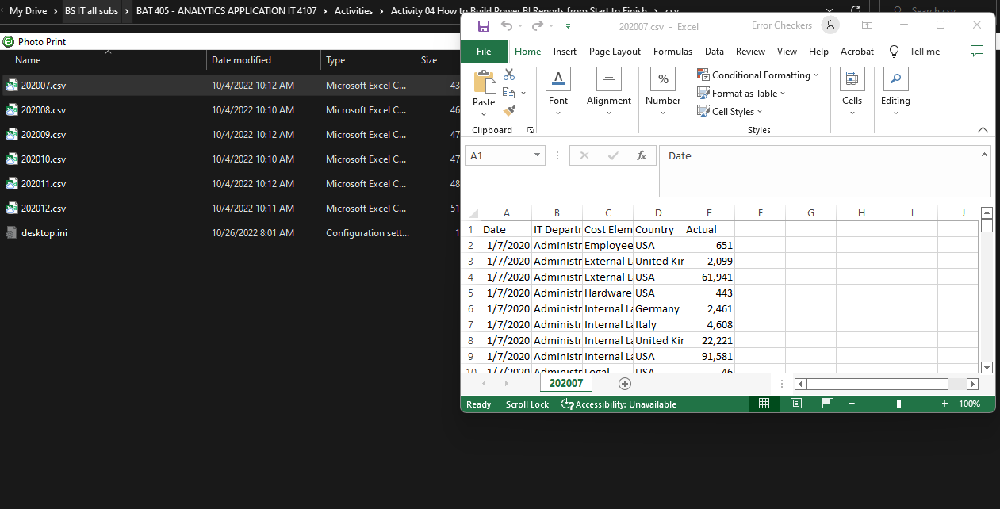 My Drive > BS IT all subs > BAT 405 - ANALYTICS APPLICATION IT 4107 > Activities > Activity 04 How to Build Power BI Reports from Start to Finish > csv
Search csv
Photo Print
Name Date modified Type Size
202007.csv 10/4/2022 10:12 AM Microsoft Excel C... 43
202008.csv 10/4/2022 10:10 AM Microsoft Excel C... 46
202009.csv 10/4/2022 10:12 AM Microsoft Excel C... 47
202010.csv 10/4/2022 10:10 AM Microsoft Excel C... 47
202011.csv 10/4/2022 10:12 AM Microsoft Excel C... 48
202012.csv 10/4/2022 10:11 AM Microsoft Excel C... 51
desktop.ini 10/26/2022 8:01 AM Configuration sett... 1
202007.csv - Excel Error Checkers
File Home Insert Page Layout Formulas Data Review View Help Acrobat Tell me
Paste
Clipboard
Font
Alignment
%
Number
Conditional Formatting
Format as Table
Cell Styles
Styles
Cells
Editing
A1 fx Date
A B C D E F G H I J
1 Date IT Departr Cost Elem Country Actual
2 1/7/2020 Administr Employee USA 651
3 1/7/2020 Administr External L United Kir 2,099
4 1/7/2020 Administr External L USA 61,941
5 1/7/2020 Administr Hardware USA 443
6 1/7/2020 Administr Internal La Germany 2,461
7 1/7/2020 Administr Internal La Italy 4,608
8 1/7/2020 Administr Internal La United Kir 22,221
9 1/7/2020 Administr Internal La USA 91,581
10 1/7/2020 Administr Legal USA 46
202007
Ready Scroll Lock Accessibility: Unavailable 100%